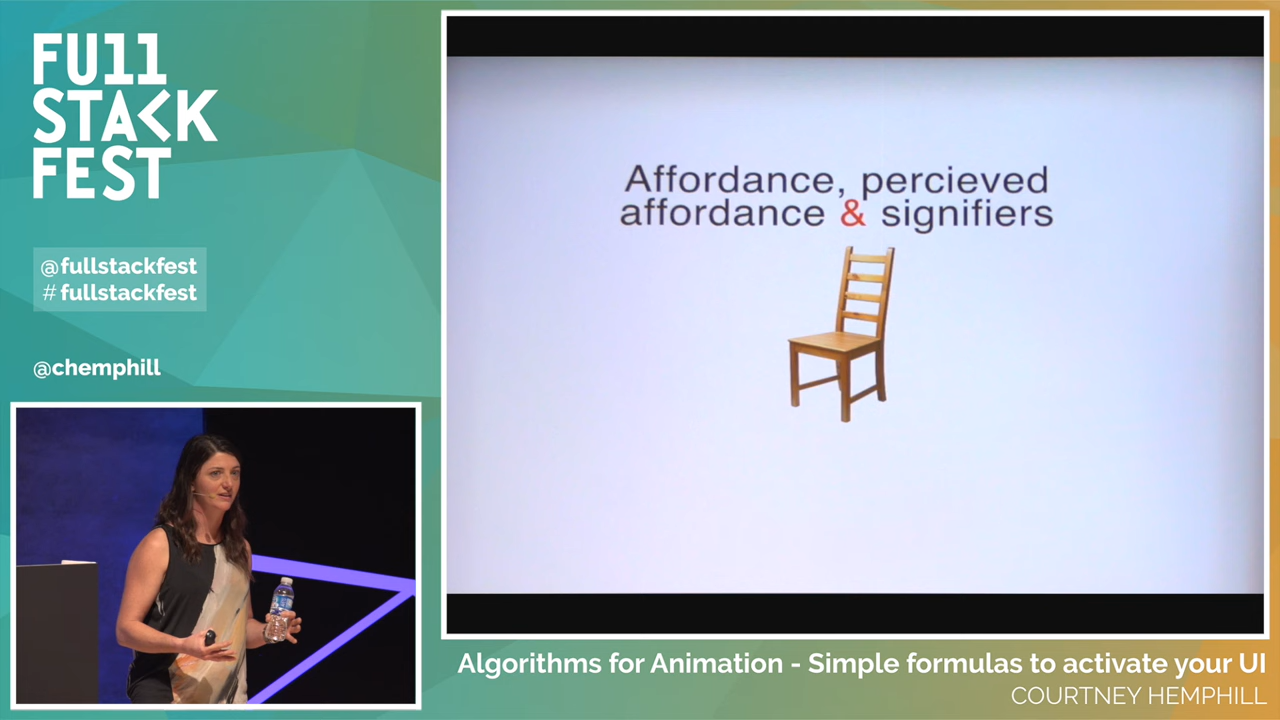 FU11
STACK
FEST
@fullstackfest
# fullstackfest
@chemphill
Affordance, percieved
affordance & signifiers
Algorithms for Animation - Simple formulas to activate your UI
COURTNEY HEMPHILL